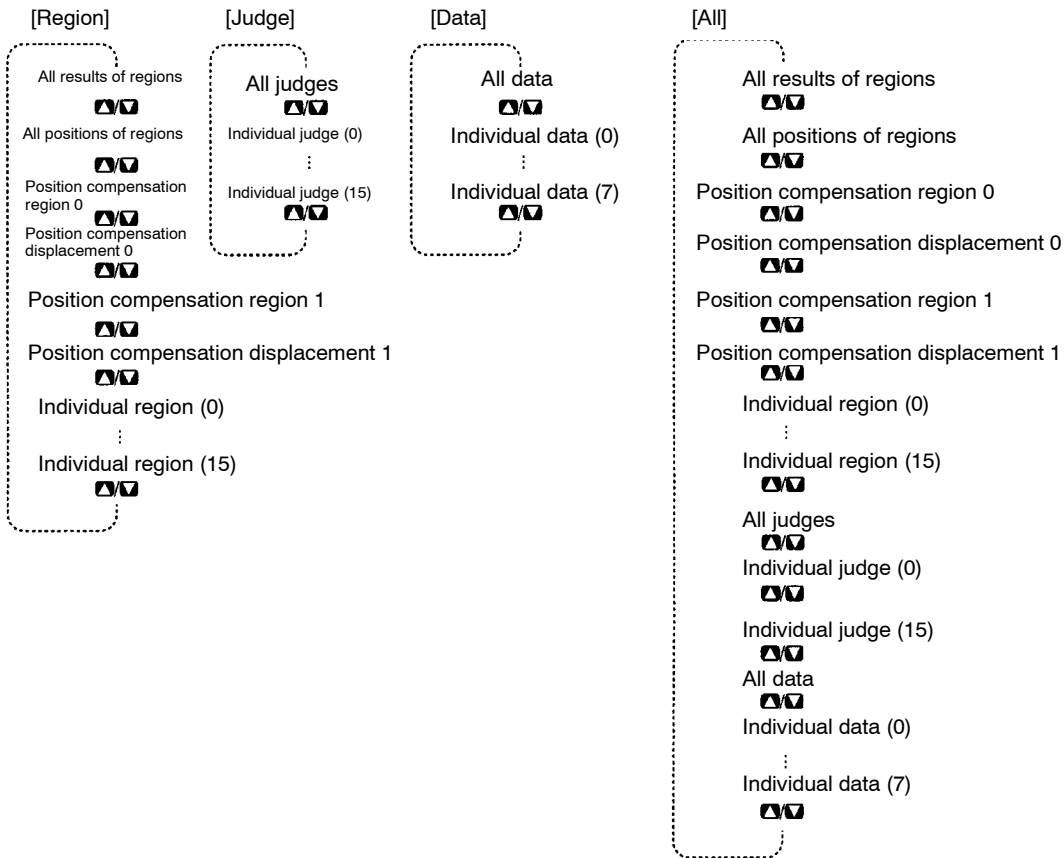 [Region]
All results of regions
▲/▼
All positions of regions
▲/▼
Position compensation
region 0
▲/▼
Position compensation
displacement 0
▲/▼
Position compensation region 1
▲/▼
Position compensation displacement 1
▲/▼
Individual region (0)
⋮
Individual region (15)
▲/▼
[Judge]
All judges
▲/▼
Individual judge (0)
⋮
Individual judge (15)
▲/▼
[Data]
All data
▲/▼
Individual data (0)
⋮
Individual data (7)
▲/▼
[All]
All results of regions
▲/▼
All positions of regions
▲/▼
Position compensation region 0
▲/▼
Position compensation displacement 0
▲/▼
Position compensation region 1
▲/▼
Position compensation displacement 1
▲/▼
Individual region (0)
⋮
Individual region (15)
▲/▼
All judges
▲/▼
Individual judge (0)
▲/▼
Individual judge (15)
▲/▼
All data
▲/▼
Individual data (0)
⋮
Individual data (7)
▲/▼